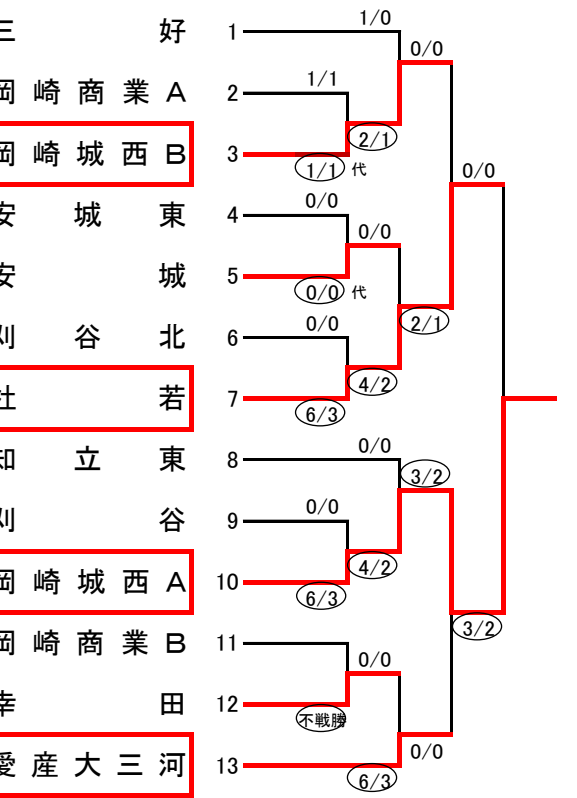 三 好 1 1/0
0/0
岡 崎 商 業 A 2 1/1
2/1
岡 崎 城 西 B 3 1/1 代
0/0
安 城 東 4 0/0
0/0
安 城 5 0/0 代
2/1
刈 谷 北 6 0/0
4/2
杜 若 7 6/3
知 立 東 8 0/0
3/2
刈 谷 9 0/0
4/2
岡 崎 城 西 A 10 6/3
3/2
岡 崎 商 業 B 11
0/0
幸 田 12 不戦勝
0/0
愛 産 大 三 河 13 6/3